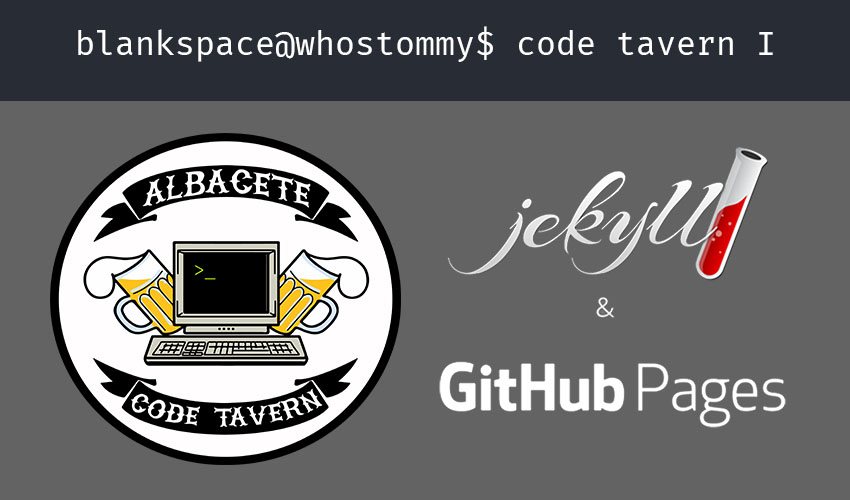 blankspace@whostommy$ code tavern I
ALBACETE
>_
CODE TAVERN
jekyll
&
GitHub Pages